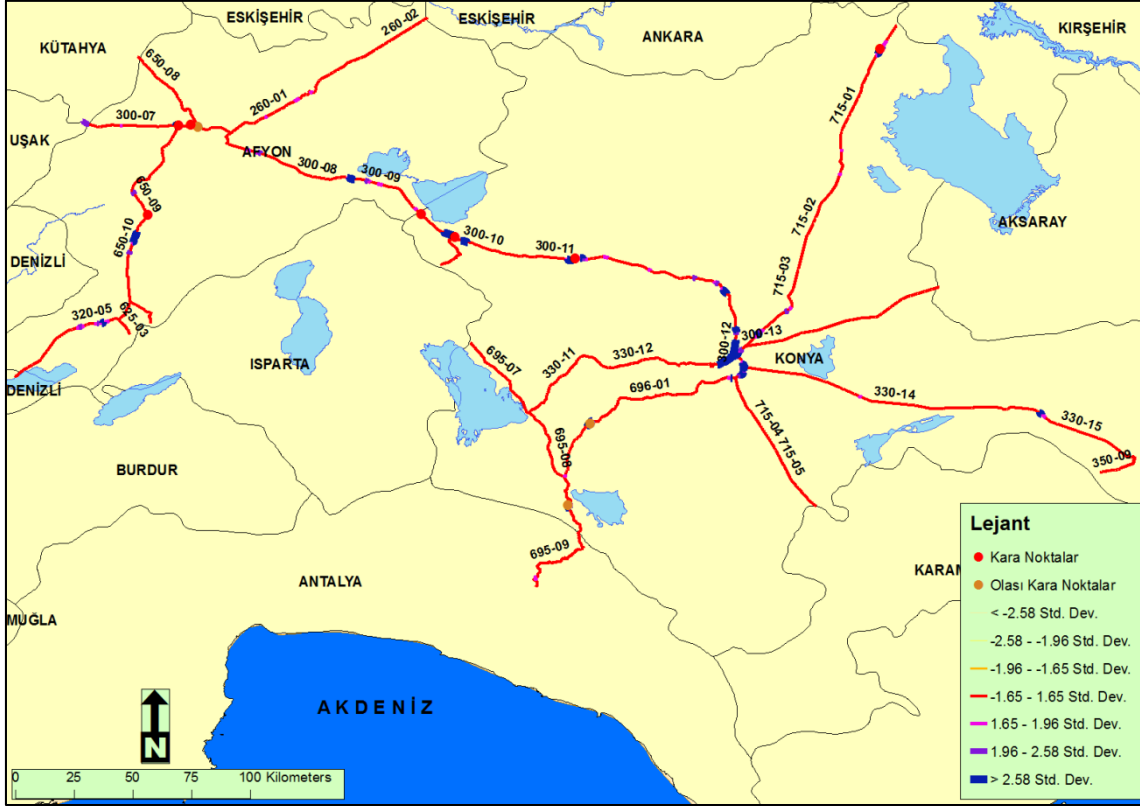 ESKİŞEHİR
ESKİŞEHİR
KIRŞEHİR
ANKARA
KÜTAHYA
260-02
650-08
260-01
715-01
300-07
UŞAK
AFYON
300-08
300-09
650-09
715-02
AKSARAY
650-10
300-10
300-11
DENİZLİ
715-03
320-05
625-03
300-12
300-13
ISPARTA
695-07
330-11
330-12
KONYA
DENİZLİ
696-01
330-14
330-15
695-08
715-04
715-05
350-09
BURDUR
695-09
ANTALYA
KARAM
MUĞLA
AKDENİZ
N
0 25 50 75 100 Kilometers
Lejant
Kara Noktalar
Olası Kara Noktalar
< -2.58 Std. Dev.
-2.58 - -1.96 Std. Dev.
-1.96 - -1.65 Std. Dev.
-1.65 - 1.65 Std. Dev.
1.65 - 1.96 Std. Dev.
1.96 - 2.58 Std. Dev.
> 2.58 Std. Dev.